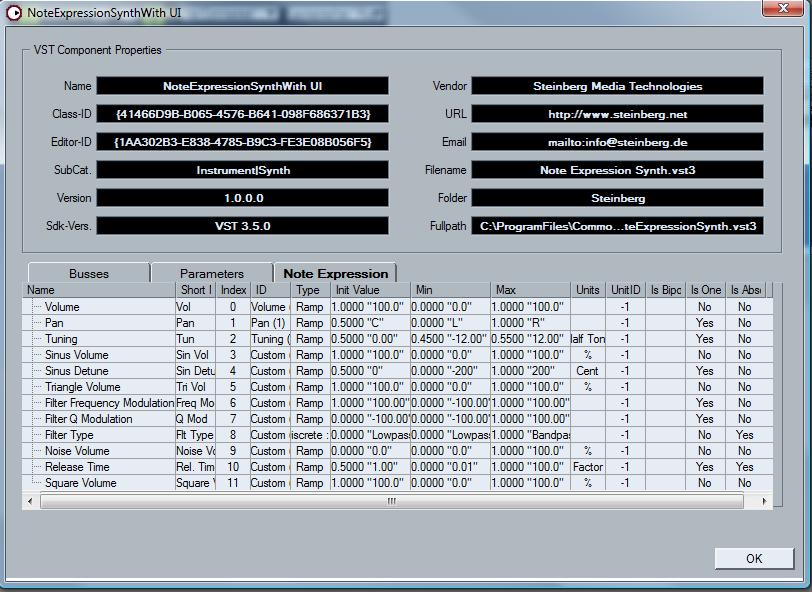 NoteExpressionSynthWith UI
VST Component Properties
Name NoteExpressionSynthWith UI Vendor Steinberg Media Technologies
Class-ID {41466D9B-B065-4576-B641-098F686371B3} URL http://www.steinberg.net
Editor-ID {1AA302B3-E838-4785-B9C3-FE3E08B056F5} Email mailto:info@steinberg.de
SubCat. Instrument|Synth Filename Note Expression Synth.vst3
Version 1.0.0.0 Folder Steinberg
Sdk-Vers. VST 3.5.0 Fullpath C:\ProgramFiles\Commo...teExpressionSynth.vst3
Busses Parameters Note Expression
Name Short I Index ID Type Init Value Min Max Units UnitID Is Bipo Is One Is Abso
Volume Vol 0 Volume ( Ramp 1.0000 "100.0" 0.0000 "0.0" 1.0000 "100.0" -1 No No
Pan Pan 1 Pan (1) Ramp 0.5000 "C" 0.0000 "L" 1.0000 "R" -1 Yes No
Tuning Tun 2 Tuning ( Ramp 0.5000 "0.00" 0.4500 "-12.00" 0.5500 "12.00" alf Ton -1 Yes No
Sinus Volume Sin Vol 3 Custom ( Ramp 1.0000 "100.0" 0.0000 "0.0" 1.0000 "100.0" % -1 No No
Sinus Detune Sin Detu 4 Custom ( Ramp 0.5000 "0" 0.0000 "-200" 1.0000 "200" Cent -1 Yes No
Triangle Volume Tri Vol 5 Custom ( Ramp 1.0000 "100.0" 0.0000 "0.0" 1.0000 "100.0" % -1 No No
Filter Frequency Modulation Freq Mo 6 Custom ( Ramp 1.0000 "100.00" 0.0000 "-100.00" 1.0000 "100.00" -1 Yes No
Filter Q Modulation Q Mod 7 Custom ( Ramp 0.0000 "-100.00" 0.0000 "-100.00" 1.0000 "100.00" -1 Yes No
Filter Type Flt Type 8 Custom ( iscrete : 0.0000 "Lowpas 0.0000 "Lowpass 1.0000 "Bandpas -1 No Yes
Noise Volume Noise Vo 9 Custom ( Ramp 0.0000 "0.0" 0.0000 "0.0" 1.0000 "100.0" % -1 No No
Release Time Rel. Tim 10 Custom ( Ramp 0.5000 "1.00" 0.0000 "0.01" 1.0000 "100.0" Factor -1 Yes Yes
Square Volume Square 11 Custom ( Ramp 1.0000 "100.0" 0.0000 "0.0" 1.0000 "100.0" % -1 No No
OK